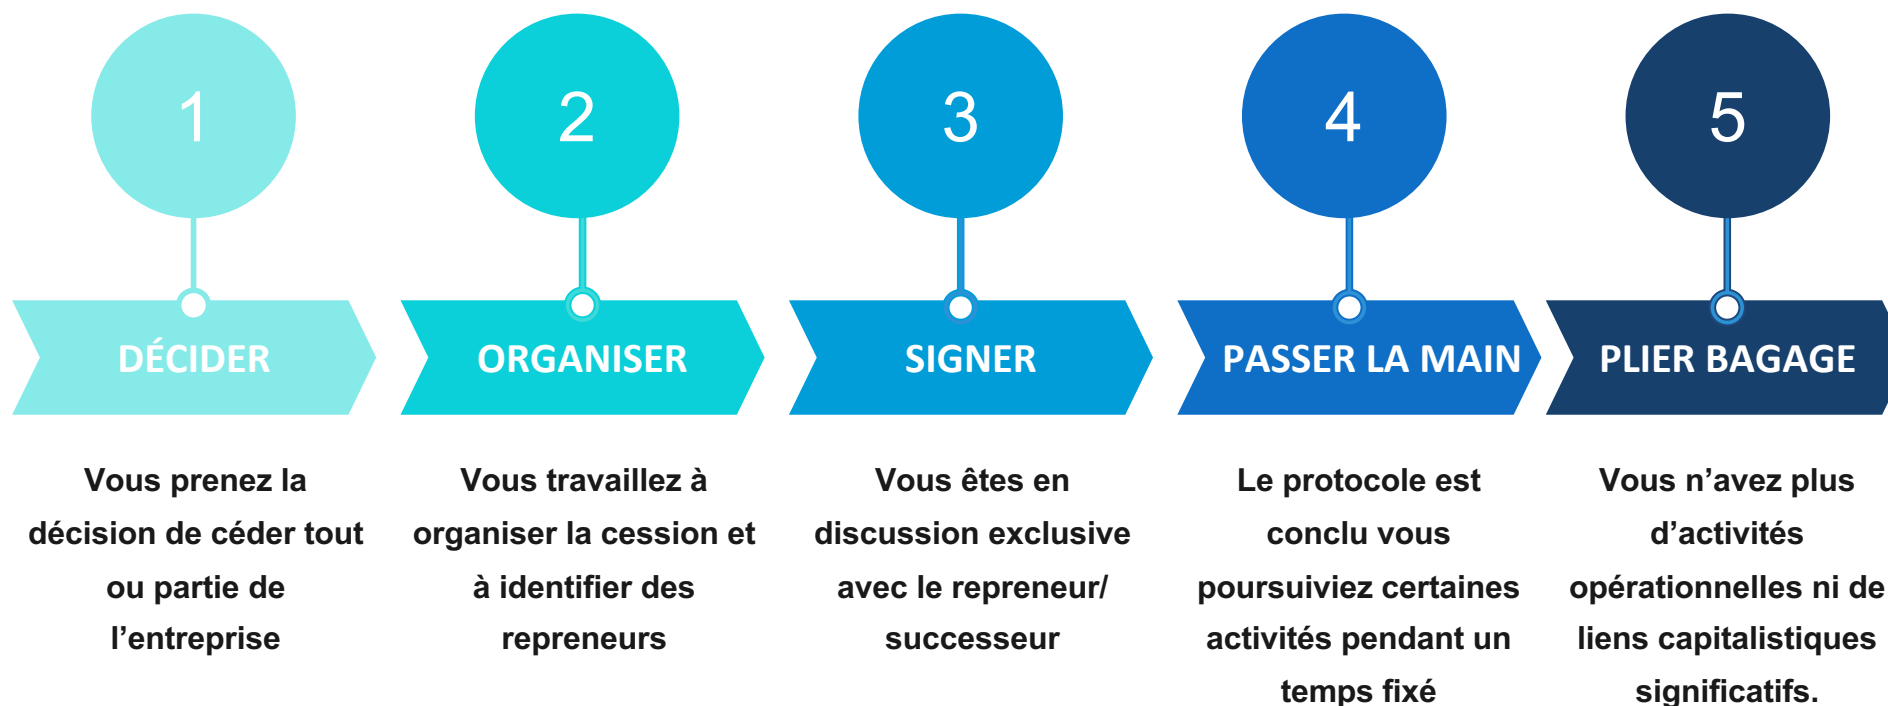 1
DÉCIDER
Vous prenez la
décision de céder tout
ou partie de
l’entreprise
2
ORGANISER
Vous travaillez à
organiser la cession et
à identifier des
repreneurs
3
SIGNER
Vous êtes en
discussion exclusive
avec le repreneur/
successeur
4
PASSER LA MAIN
Le protocole est
conclu vous
poursuiviez certaines
activités pendant un
temps fixé
5
PLIER BAGAGE
Vous n’avez plus
d’activités
opérationnelles ni de
liens capitalistiques
significatifs.